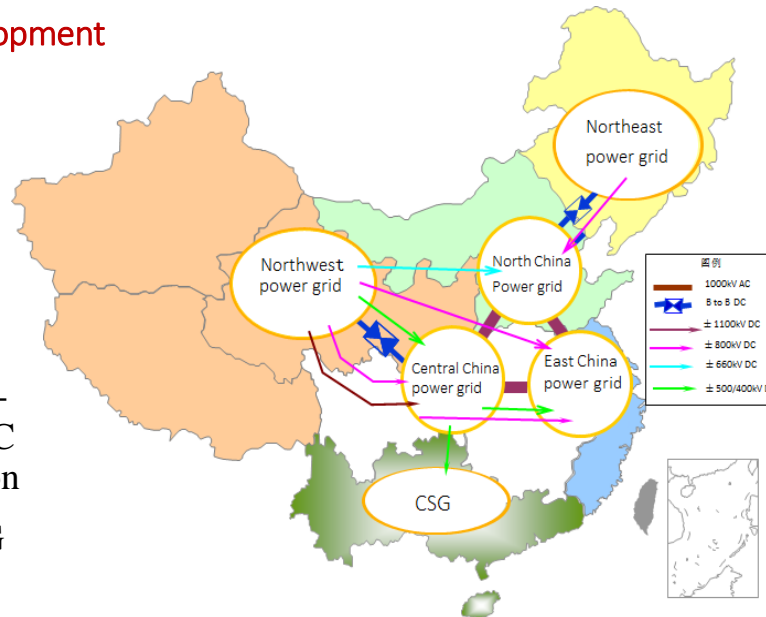 opment
Northeast
power grid
Northwest
power grid
North China
Power grid
Central China
power grid
East China
power grid
CSG
图例
1000kV AC
B to B DC
± 1100kV DC
± 800kV DC
± 660kV DC
± 500/400kV
C
on